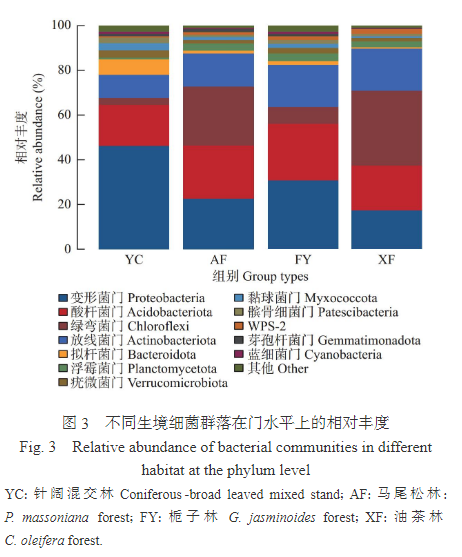 100
80
60
40
20
0
相对丰度
Relative abundance (%)
YC AF FY XF
组别 Group types
变形菌门 Proteobacteria 黏球菌门 Myxococcota
酸杆菌门 Acidobacteriota 髌骨细菌门 Patescibacteria
绿弯菌门 Chloroflexi WPS-2
放线菌门 Actinobacteriota 芽孢杆菌门 Gemmatimonadota
拟杆菌门 Bacteroidota 蓝细菌门 Cyanobacteria
浮霉菌门 Planctomycetota 其他 Other
疣微菌门 Verrucomicrobiota
图 3 不同生境细菌群落在门水平上的相对丰度
Fig. 3 Relative abundance of bacterial communities in different
habitat at the phylum level
YC: 针阔混交林 Coniferous-broad leaved mixed stand; AF: 马尾松林:
P. massoniana forest; FY: 栀子林 G. jasminoides forest; XF: 油茶林
C. oleifera forest.